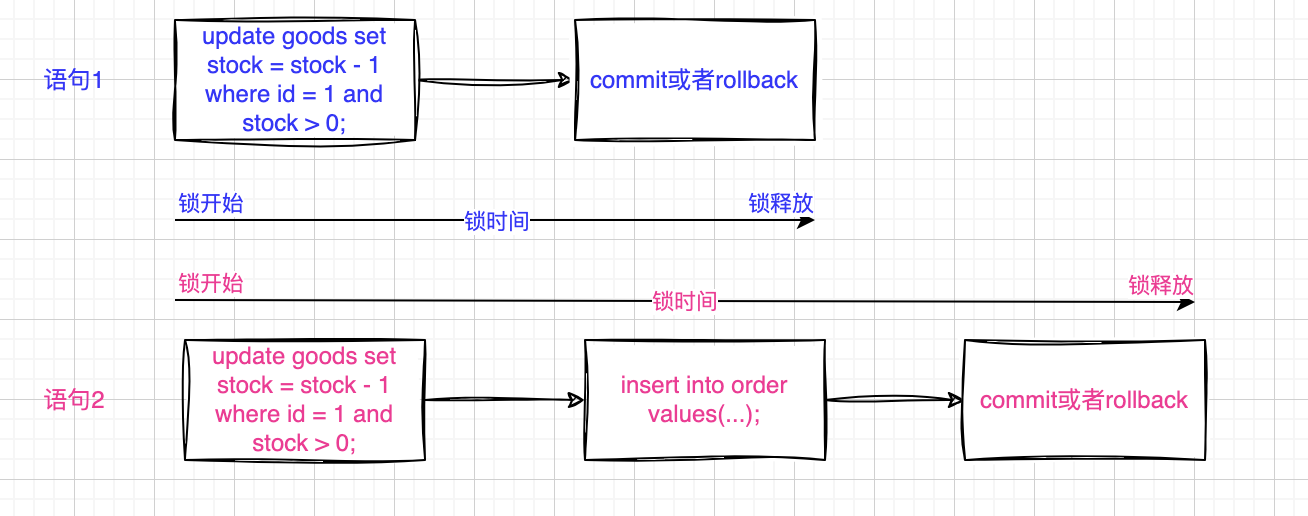 语句1
update goods set
stock = stock - 1
where id = 1 and
stock > 0;
commit或者rollback
锁开始
锁时间
锁释放
锁开始
锁时间
锁释放
语句2
update goods set
stock = stock - 1
where id = 1 and
stock > 0;
insert into order
values(...);
commit或者rollback